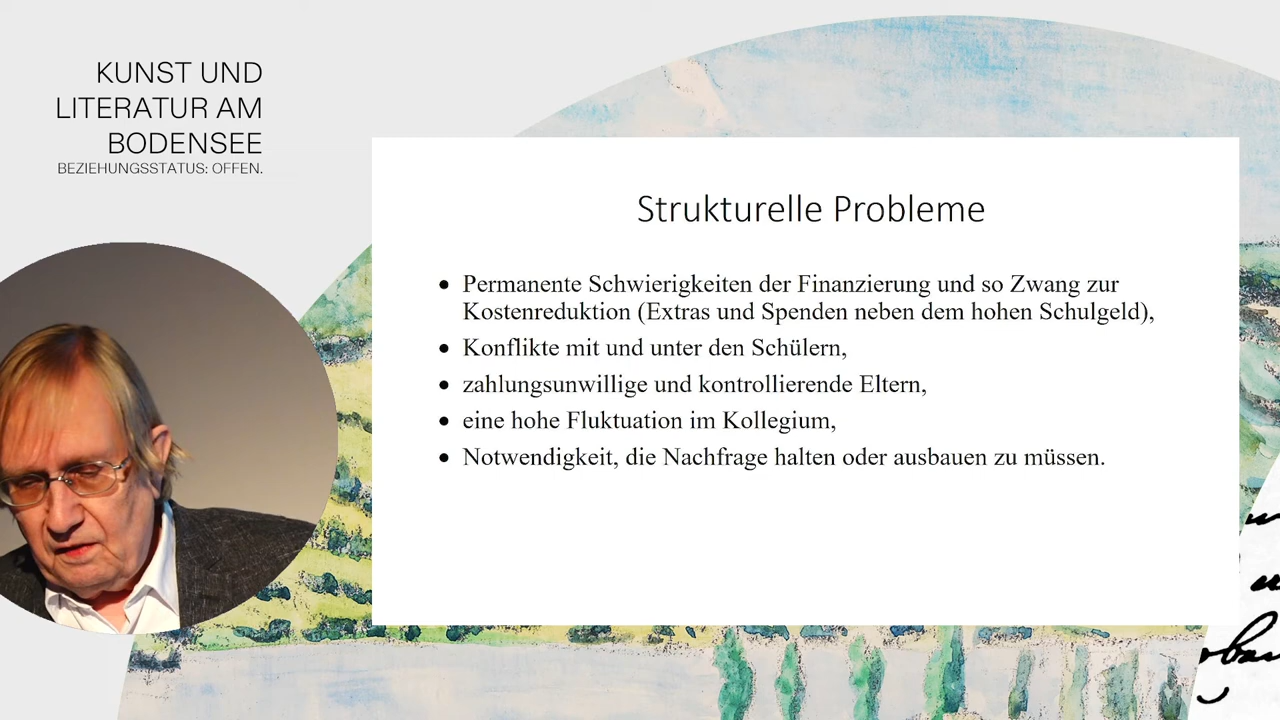 KUNST UND
LITERATUR AM
BODENSEE
BEZIEHUNGSSTATUS: OFFEN.
Strukturelle Probleme
• Permanente Schwierigkeiten der Finanzierung und so Zwang zur
Kostenreduktion (Extras und Spenden neben dem hohen Schulgeld),
• Konflikte mit und unter den Schülern,
• zahlungsunwillige und kontrollierende Eltern,
• eine hohe Fluktuation im Kollegium,
• Notwendigkeit, die Nachfrage halten oder ausbauen zu müssen.